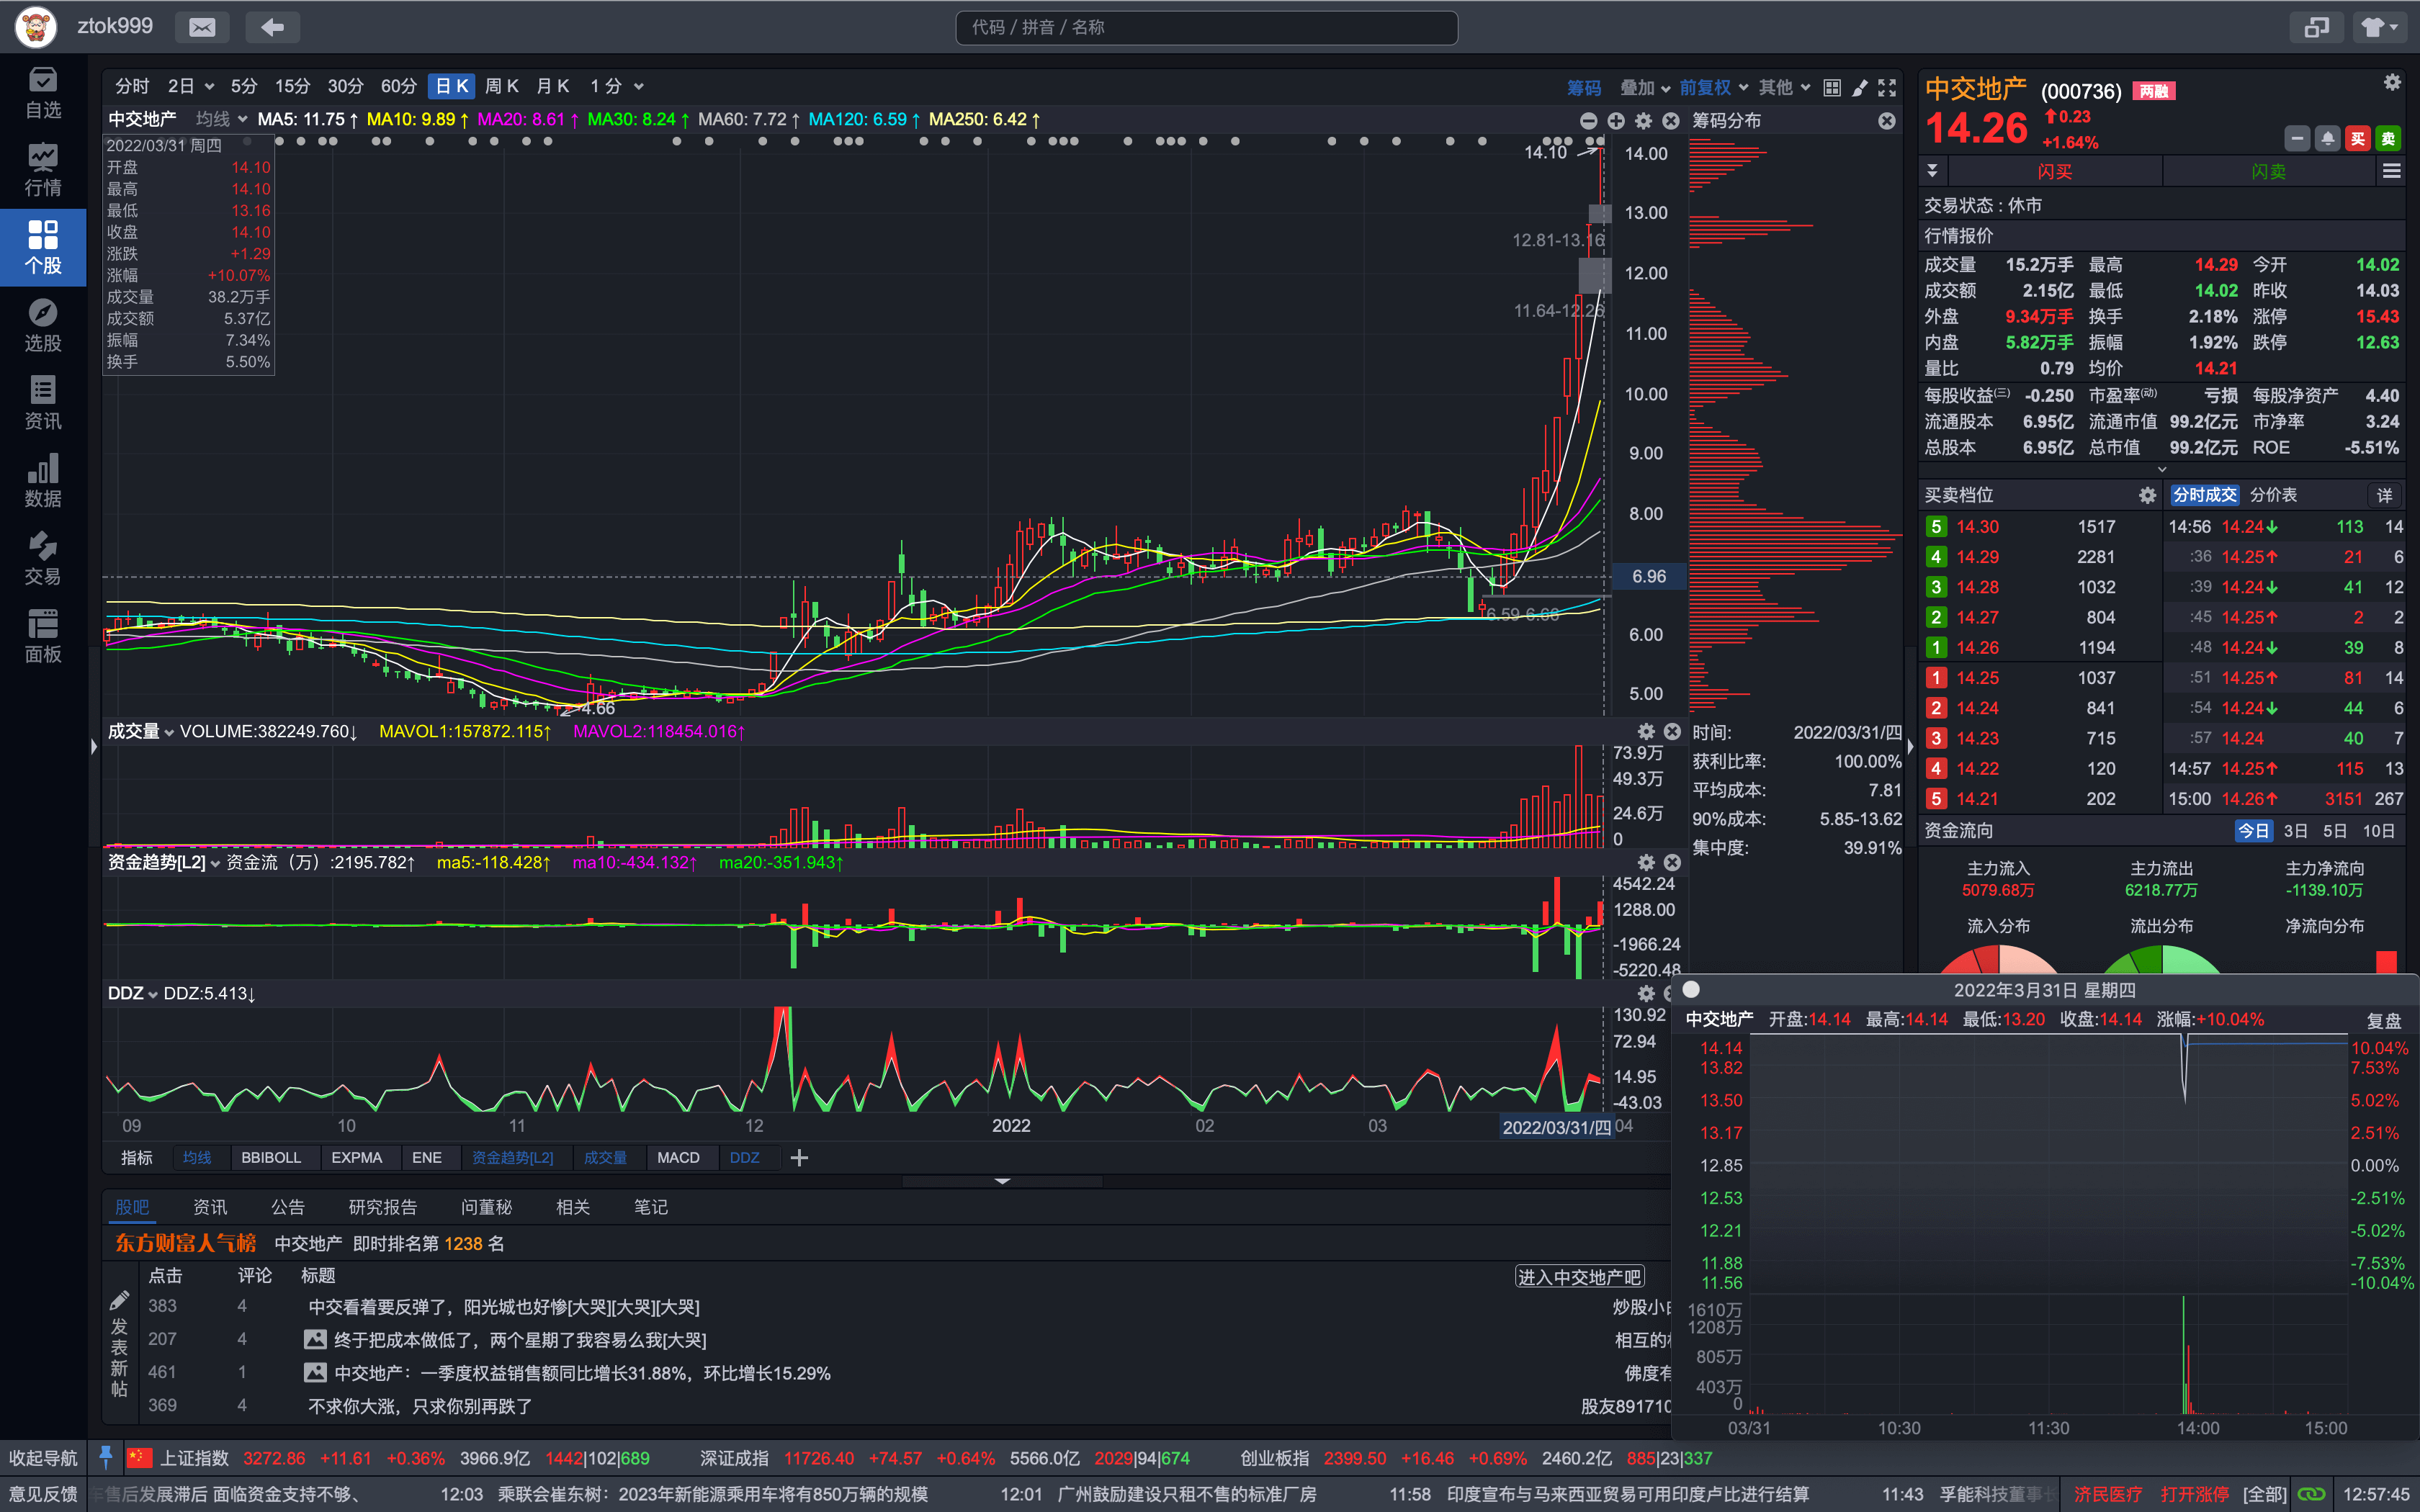 ztok999
代码 / 拼音 / 名称
自选
行情
个股
选股
资讯
数据
交易
面板
收起导航
意见反馈
分时 2日 5分 15分 30分 60分 日K 周K 月K 1分
筹码 叠加 前复权 其他
中交地产 均线 MA5: 11.75↑ MA10: 9.89↑ MA20: 8.61↑ MA30: 8.24↑ MA60: 7.72↑ MA120: 6.59↑ MA250: 6.42↑
2022/03/31 周四
开盘 14.10
最高 14.10
最低 13.16
收盘 14.10
涨跌 +1.29
涨幅 +10.07%
成交量 38.2万手
成交额 5.37亿
振幅 7.34%
换手 5.50%
14.10
12.81-13.16
11.64-12.26
6.59-6.66
4.66
14.00
13.00
12.00
11.00
10.00
9.00
8.00
6.96
6.00
5.00
筹码分布
时间: 2022/03/31/四
获利比率: 100.00%
平均成本: 7.81
90%成本: 5.85-13.62
集中度: 39.91%
成交量 VOLUME:382249.760↓ MAVOL1:157872.115↑ MAVOL2:118454.016↑
73.9万
49.3万
24.6万
0
资金趋势[L2] 资金流（万）:2195.782↑ ma5:-118.428↑ ma10:-434.132↑ ma20:-351.943↑
4542.24
1288.00
-1966.24
-5220.48
DDZ DDZ:5.413↓
130.92
72.94
14.95
-43.03
09 10 11 12 2022 02 03 2022/03/31/四 04
指标 均线 BBIBOLL EXPMA ENE 资金趋势[L2] 成交量 MACD DDZ
股吧 资讯 公告 研究报告 问董秘 相关 笔记
东方财富人气榜 中交地产 即时排名第 1238 名
点击 评论 标题
进入中交地产吧
发表新帖
383 4 中交看着要反弹了，阳光城也好惨[大哭][大哭][大哭] 炒股小
207 4 终于把成本做低了，两个星期了我容易么我[大哭] 相互的
461 1 中交地产：一季度权益销售额同比增长31.88%，环比增长15.29% 佛度有
369 4 不求你大涨，只求你别再跌了 股友891710
中交地产 (000736) 两融
14.26 0.23
+1.64%
买 卖
闪买 闪卖
交易状态 : 休市
行情报价
成交量 15.2万手 最高 14.29 今开 14.02
成交额 2.15亿 最低 14.02 昨收 14.03
外盘 9.34万手 换手 2.18% 涨停 15.43
内盘 5.82万手 振幅 1.92% 跌停 12.63
量比 0.79 均价 14.21
每股收益(三) -0.250 市盈率(动) 亏损 每股净资产 4.40
流通股本 6.95亿 流通市值 99.2亿元 市净率 3.24
总股本 6.95亿 总市值 99.2亿元 ROE -5.51%
买卖档位 分时成交 分价表 详
5 14.30 1517 14:56 14.24↓ 113 14
4 14.29 2281 :36 14.25↑ 21 6
3 14.28 1032 :39 14.24↓ 41 12
2 14.27 804 :45 14.25↑ 2 2
1 14.26 1194 :48 14.24↓ 39 8
1 14.25 1037 :51 14.25↑ 81 14
2 14.24 841 :54 14.24↓ 44 6
3 14.23 715 :57 14.24 40 7
4 14.22 120 14:57 14.25↑ 115 13
5 14.21 202 15:00 14.26↑ 3151 267
资金流向 今日 3日 5日 10日
主力流入 主力流出 主力净流向
5079.68万 6218.77万 -1139.10万
流入分布 流出分布 净流向分布
2022年3月31日 星期四
中交地产 开盘:14.14 最高:14.14 最低:13.20 收盘:14.14 涨幅:+10.04% 复盘
14.14 10.04%
13.82 7.53%
13.50 5.02%
13.17 2.51%
12.85 0.00%
12.53 -2.51%
12.21 -5.02%
11.88 -7.53%
11.56 -10.04%
1610万
1208万
805万
403万
0
03/31 10:30 11:30 14:00 15:00
上证指数 3272.86 +11.61 +0.36% 3966.9亿 1442|102|689 深证成指 11726.40 +74.57 +0.64% 5566.0亿 2029|94|674 创业板指 2399.50 +16.46 +0.69% 2460.2亿 885|23|337
车售后发展滞后 面临资金支持不够、 12:03 乘联会崔东树：2023年新能源乘用车将有850万辆的规模 12:01 广州鼓励建设只租不售的标准厂房 11:58 印度宣布与马来西亚贸易可用印度卢比进行结算 11:43 孚能科技董事长 济民医疗 打开涨停 [全部] 12:57:45